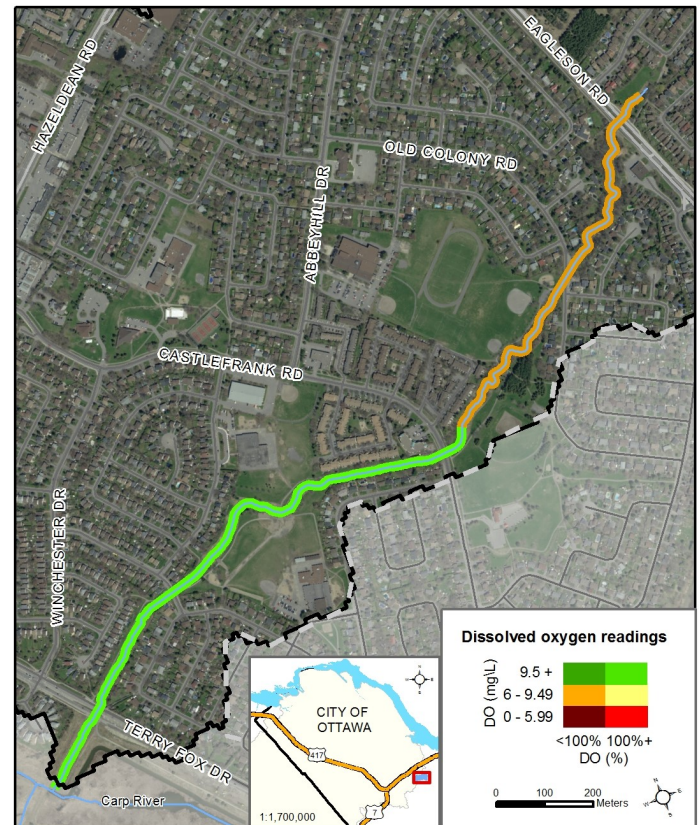 HAZELDEAN RD
EAGLESON RD
OLD COLONY RD
ABBEYHILL DR
CASTLEFRANK RD
WINCHESTER DR
TERRY FOX DR
Carp River
CITY OF
OTTAWA
417
7
1:1,700,000
N
W E
S
Dissolved oxygen readings
DO (mg\L)
9.5 +
6 - 9.49
0 - 5.99
<100% 100%+
DO (%)
0 100 200 Meters
N
W E
S